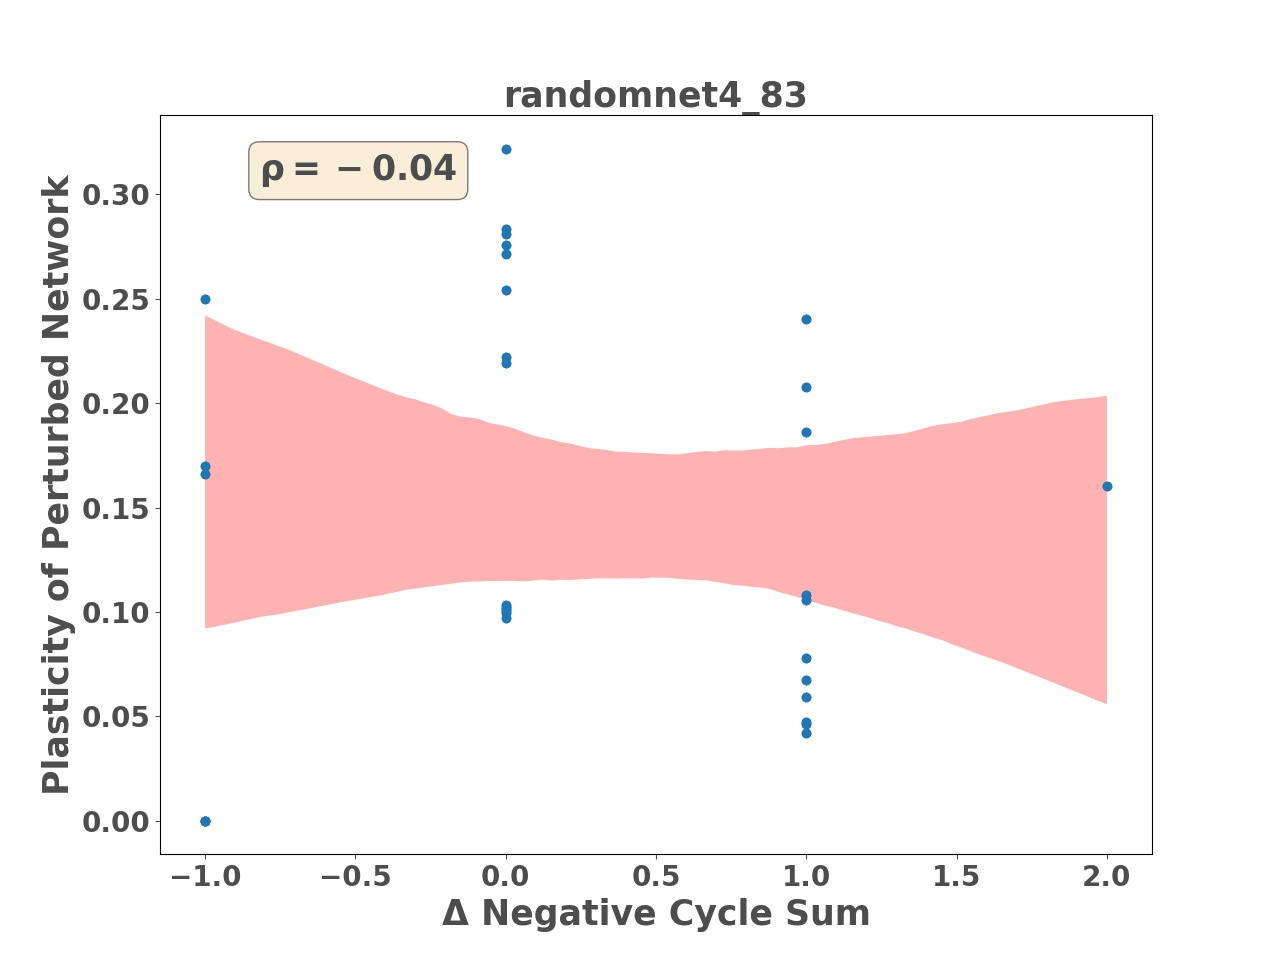 randomnet4_83
ρ = − 0.04
Plasticity of Perturbed Network
0.30
0.25
0.20
0.15
0.10
0.05
0.00
−1.0 −0.5 0.0 0.5 1.0 1.5 2.0
Δ Negative Cycle Sum